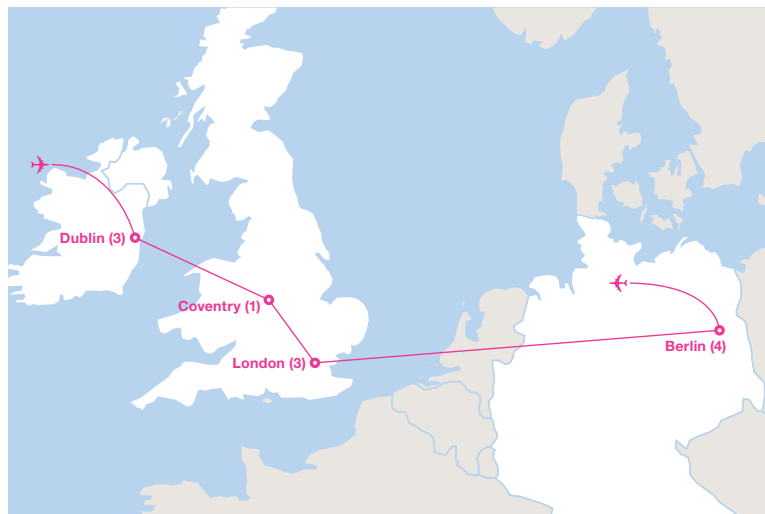 Dublin (3)
Coventry (1)
London (3)
Berlin (4)